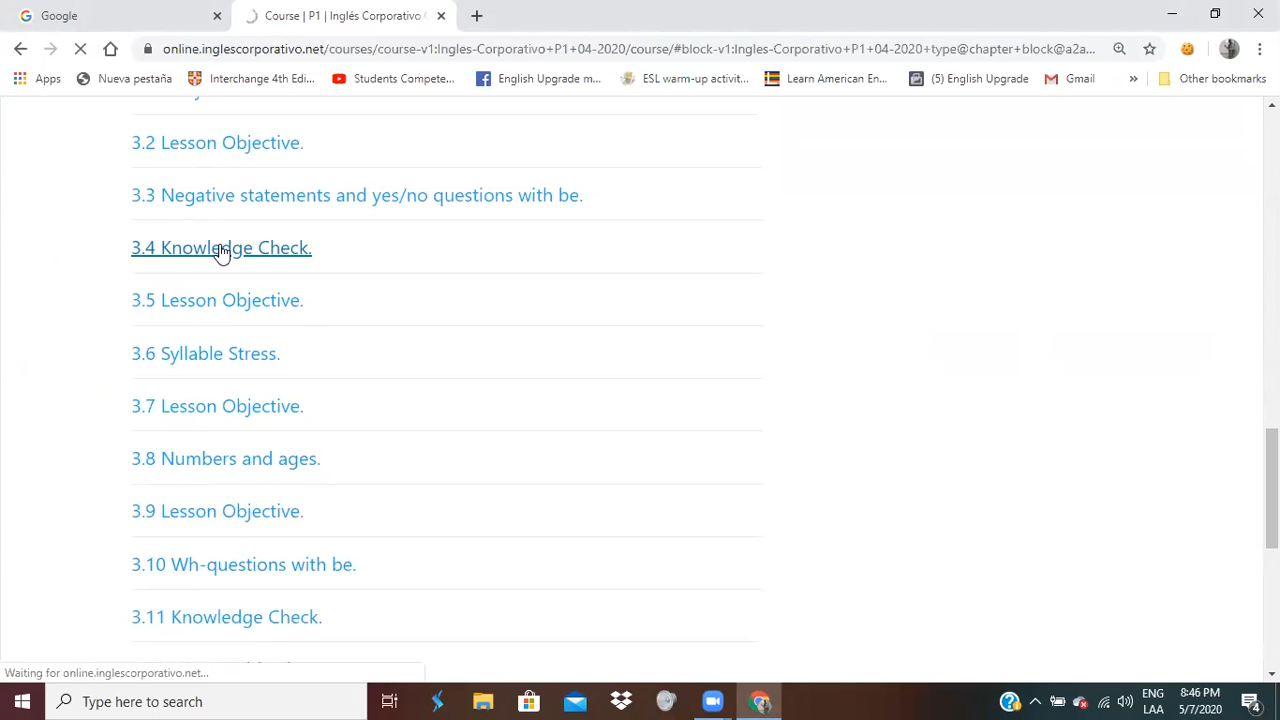 Google
Course | P1 | Inglés Corporativo
online.inglescorporativo.net/courses/course-v1:Ingles-Corporativo+P1+04-2020/course/#block-v1:Ingles-Corporativo+P1+04-2020+type@chapter+block@a2a...
Apps
Nueva pestaña
Interchange 4th Edi...
Students Compete...
English Upgrade m...
ESL warm-up activit...
Learn American En...
(5) English Upgrade
Gmail
»
Other bookmarks
3.2 Lesson Objective.
3.3 Negative statements and yes/no questions with be.
3.4 Knowledge Check.
3.5 Lesson Objective.
3.6 Syllable Stress.
3.7 Lesson Objective.
3.8 Numbers and ages.
3.9 Lesson Objective.
3.10 Wh-questions with be.
3.11 Knowledge Check.
Waiting for online.inglescorporativo.net...
Type here to search
ENG
LAA
8:46 PM
5/7/2020
4